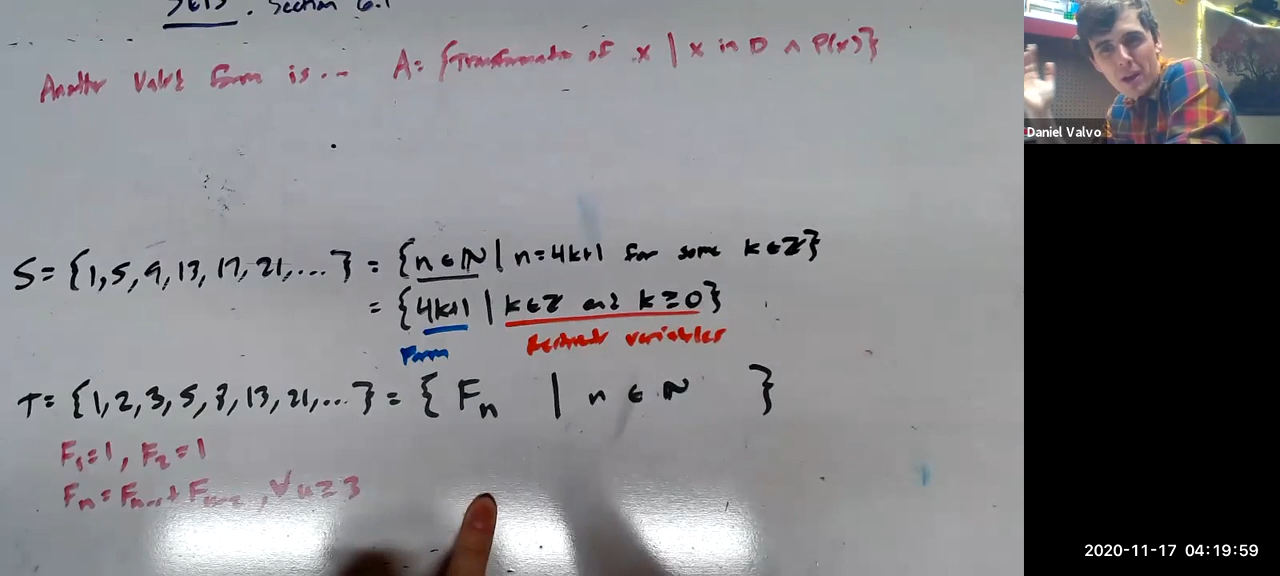 Sets. Section 6.1
Another Valid form is... A = {Transformation of x | x in D ∧ P(x)}
Daniel Valvo
S = {1, 5, 9, 13, 17, 21, ...} = {n ∈ ℕ | n = 4k+1 for some k ∈ ℤ}
= {4k+1 | k ∈ ℤ and k ≥ 0}
Form variables
T = {1, 2, 3, 5, 8, 13, 21, ...} = { Fn | n ∈ ℕ }
F1 = 1, F2 = 1
Fn = Fn-1 + Fn-2, ∀n ≥ 3
2020-11-17 04:19:59